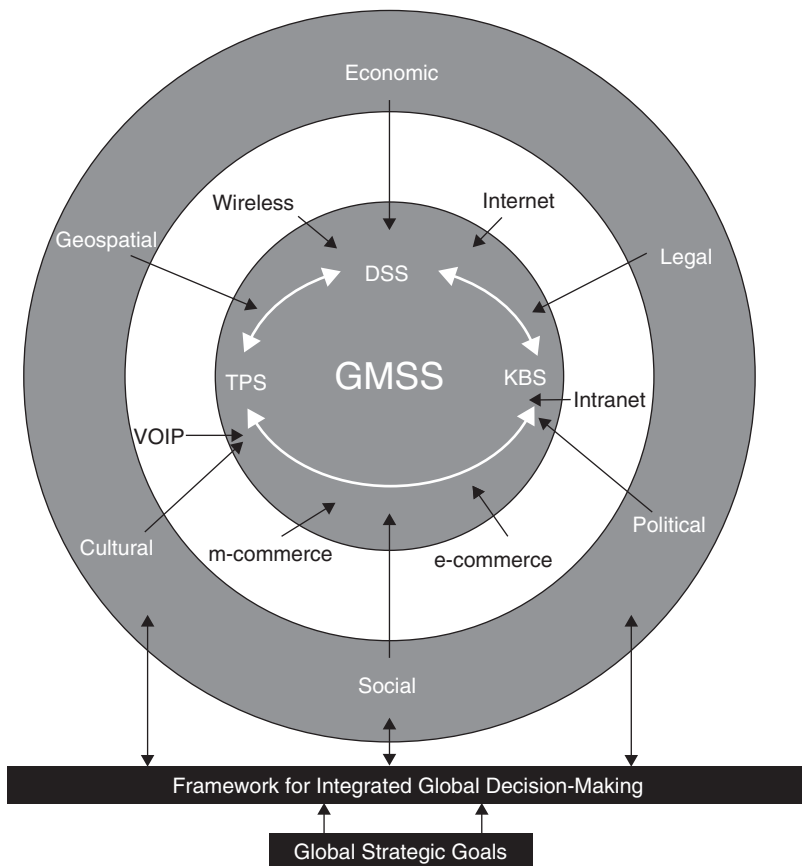 Economic
Wireless
Internet
Geospatial
Legal
DSS
TPS
GMSS
KBS
Intranet
VOIP
Political
Cultural
m-commerce
e-commerce
Social
Framework for Integrated Global Decision-Making
Global Strategic Goals